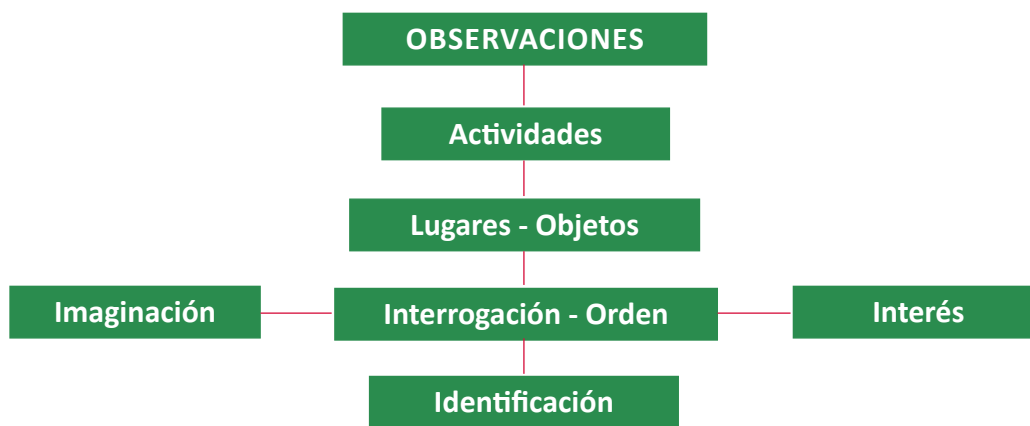 OBSERVACIONES
Actividades
Lugares - Objetos
Imaginación
Interrogación - Orden
Interés
Identificación